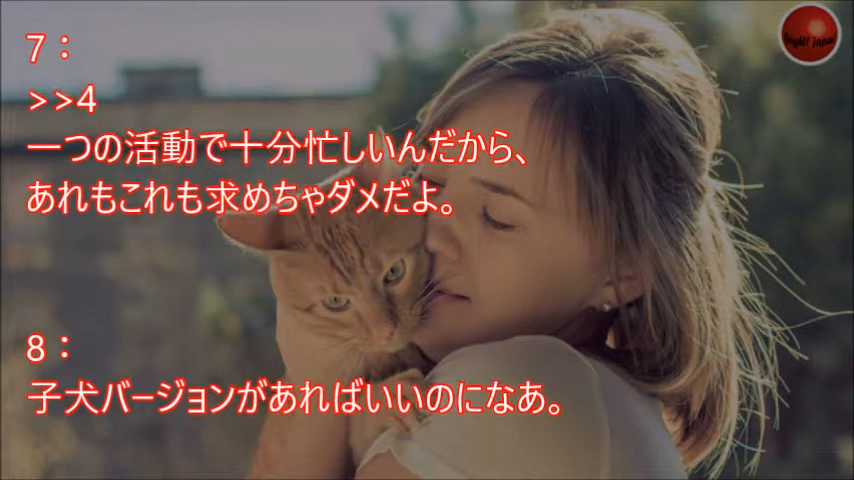 7：
>>4
一つの活動で十分忙しいんだから、
あれもこれも求めちゃダメだよ。
8：
子犬バージョンがあればいいのになあ。